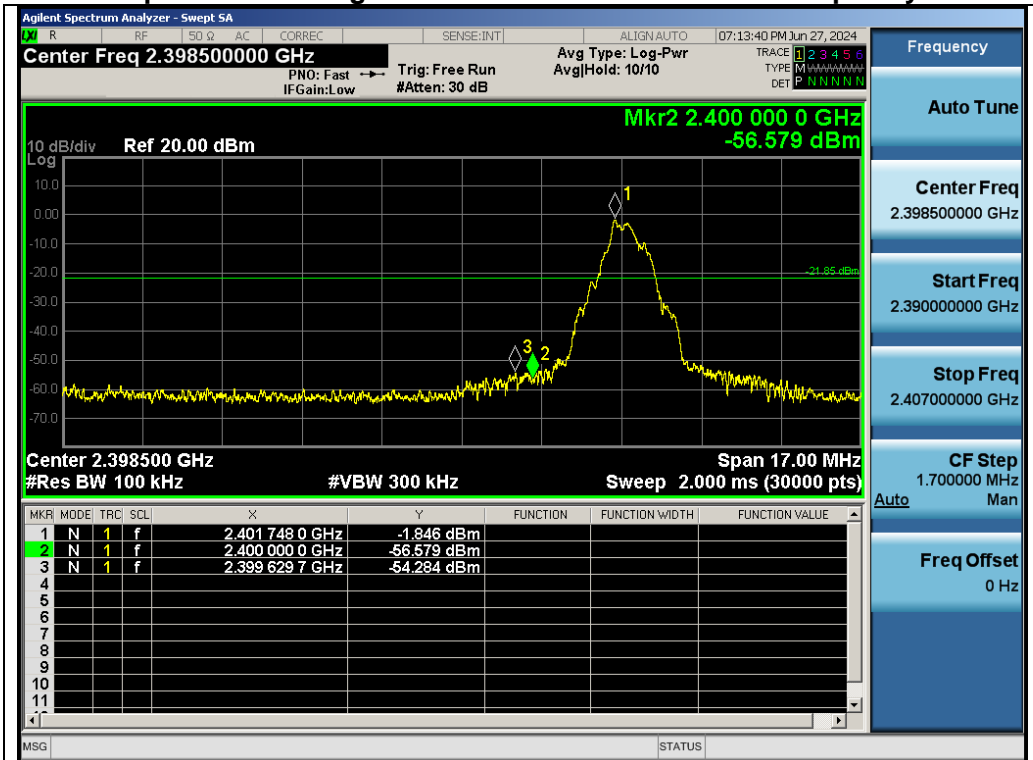 Agilent Spectrum Analyzer - Swept SA
LXI R RF 50 Ω AC CORREC SENSE:INT ALIGN AUTO 07:13:40 PM Jun 27, 2024
Center Freq 2.398500000 GHz
PNO: Fast
IFGain:Low
Trig: Free Run
#Atten: 30 dB
Avg Type: Log-Pwr
Avg|Hold: 10/10
TRACE 1 2 3 4 5 6
TYPE M W W W W W
DET P N N N N N
Mkr2 2.400 000 0 GHz
-56.579 dBm
10 dB/div Ref 20.00 dBm
Log
10.0
0.00
-10.0
-20.0
-30.0
-40.0
-50.0
-60.0
-70.0
1
-21.85 dBm
3 2
Center 2.398500 GHz Span 17.00 MHz
#Res BW 100 kHz #VBW 300 kHz Sweep 2.000 ms (30000 pts)
MKR MODE TRC SCL X Y FUNCTION FUNCTION WIDTH FUNCTION VALUE
1 N 1 f 2.401 748 0 GHz -1.846 dBm
2 N 1 f 2.400 000 0 GHz -56.579 dBm
3 N 1 f 2.399 629 7 GHz -54.284 dBm
4
5
6
7
8
9
10
11
MSG STATUS
Frequency
Auto Tune
Center Freq
2.398500000 GHz
Start Freq
2.390000000 GHz
Stop Freq
2.407000000 GHz
CF Step
1.700000 MHz
Auto Man
Freq Offset
0 Hz